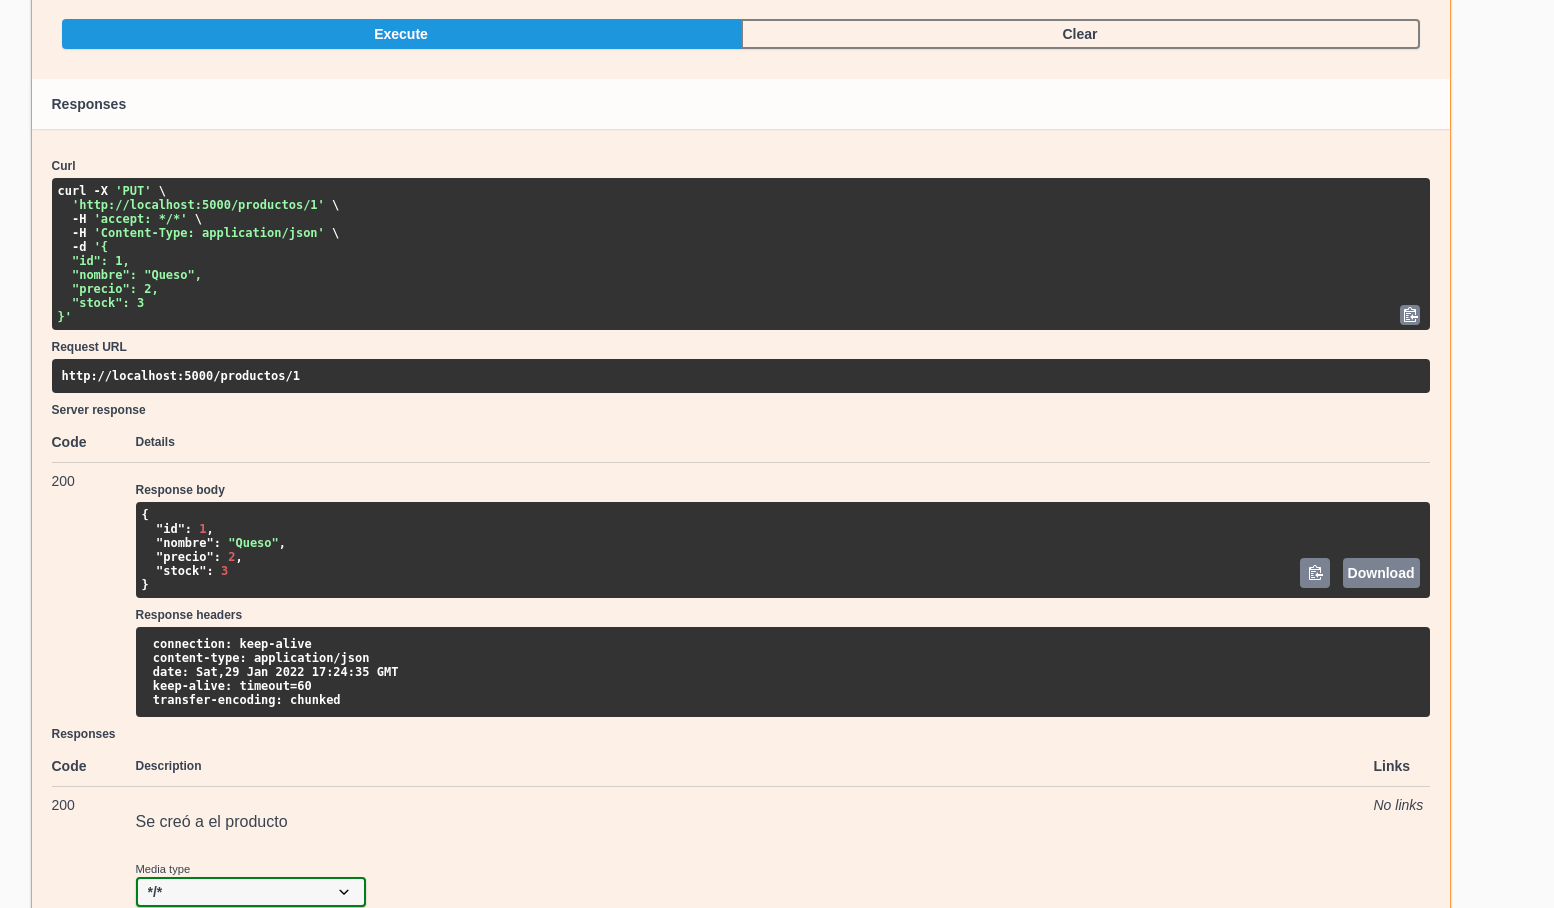 Execute
Clear
Responses
Curl
curl -X 'PUT' \
'http://localhost:5000/productos/1' \
-H 'accept: */*' \
-H 'Content-Type: application/json' \
-d '{
"id": 1,
"nombre": "Queso",
"precio": 2,
"stock": 3
}'
Request URL
http://localhost:5000/productos/1
Server response
Code Details
200
Response body
{
"id": 1,
"nombre": "Queso",
"precio": 2,
"stock": 3
}
Download
Response headers
connection: keep-alive
content-type: application/json
date: Sat,29 Jan 2022 17:24:35 GMT
keep-alive: timeout=60
transfer-encoding: chunked
Responses
Code Description Links
200 No links
Se creó a el producto
Media type
*/*